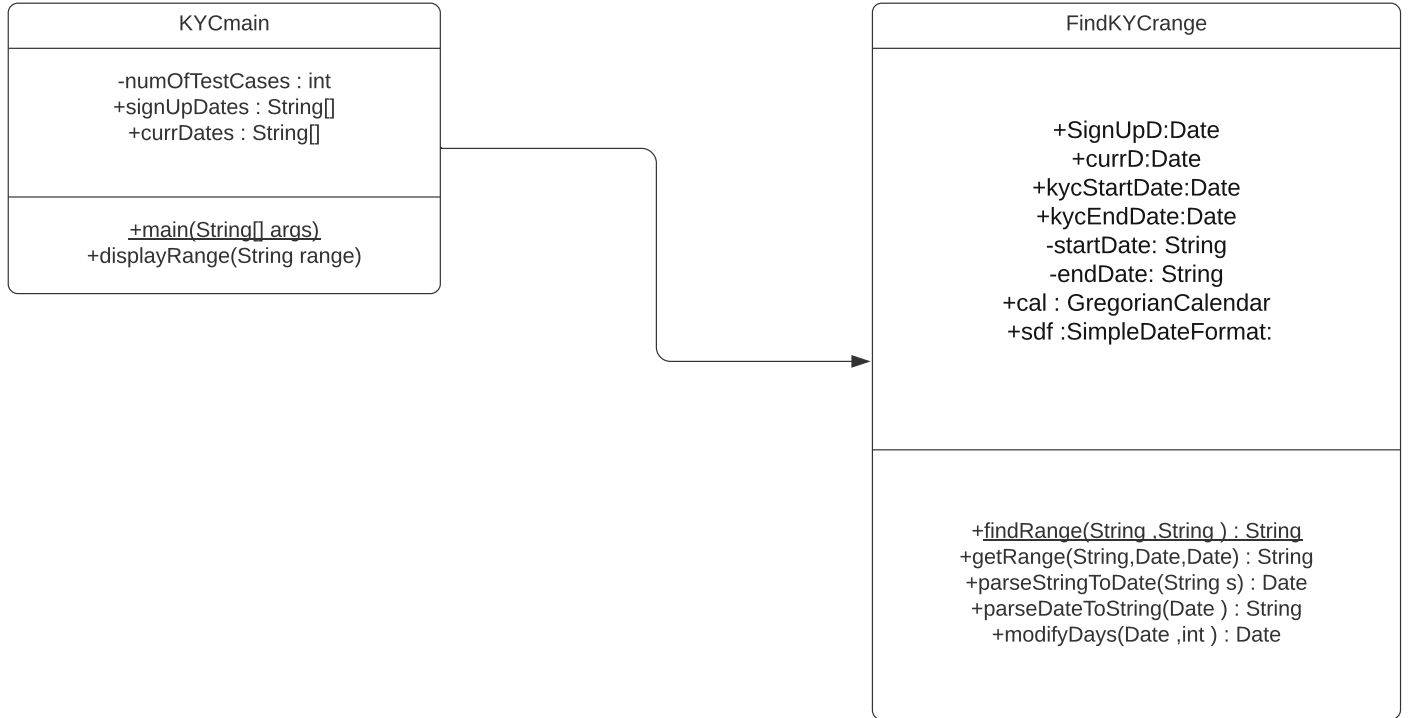 KYCmain
-numOfTestCases : int
+signUpDates : String[]
+currDates : String[]
+main(String[] args)
+displayRange(String range)
FindKYCrange
+SignUpD:Date
+currD:Date
+kycStartDate:Date
+kycEndDate:Date
-startDate: String
-endDate: String
+cal : GregorianCalendar
+sdf :SimpleDateFormat:
+findRange(String ,String ) : String
+getRange(String,Date,Date) : String
+parseStringToDate(String s) : Date
+parseDateToString(Date ) : String
+modifyDays(Date ,int ) : Date